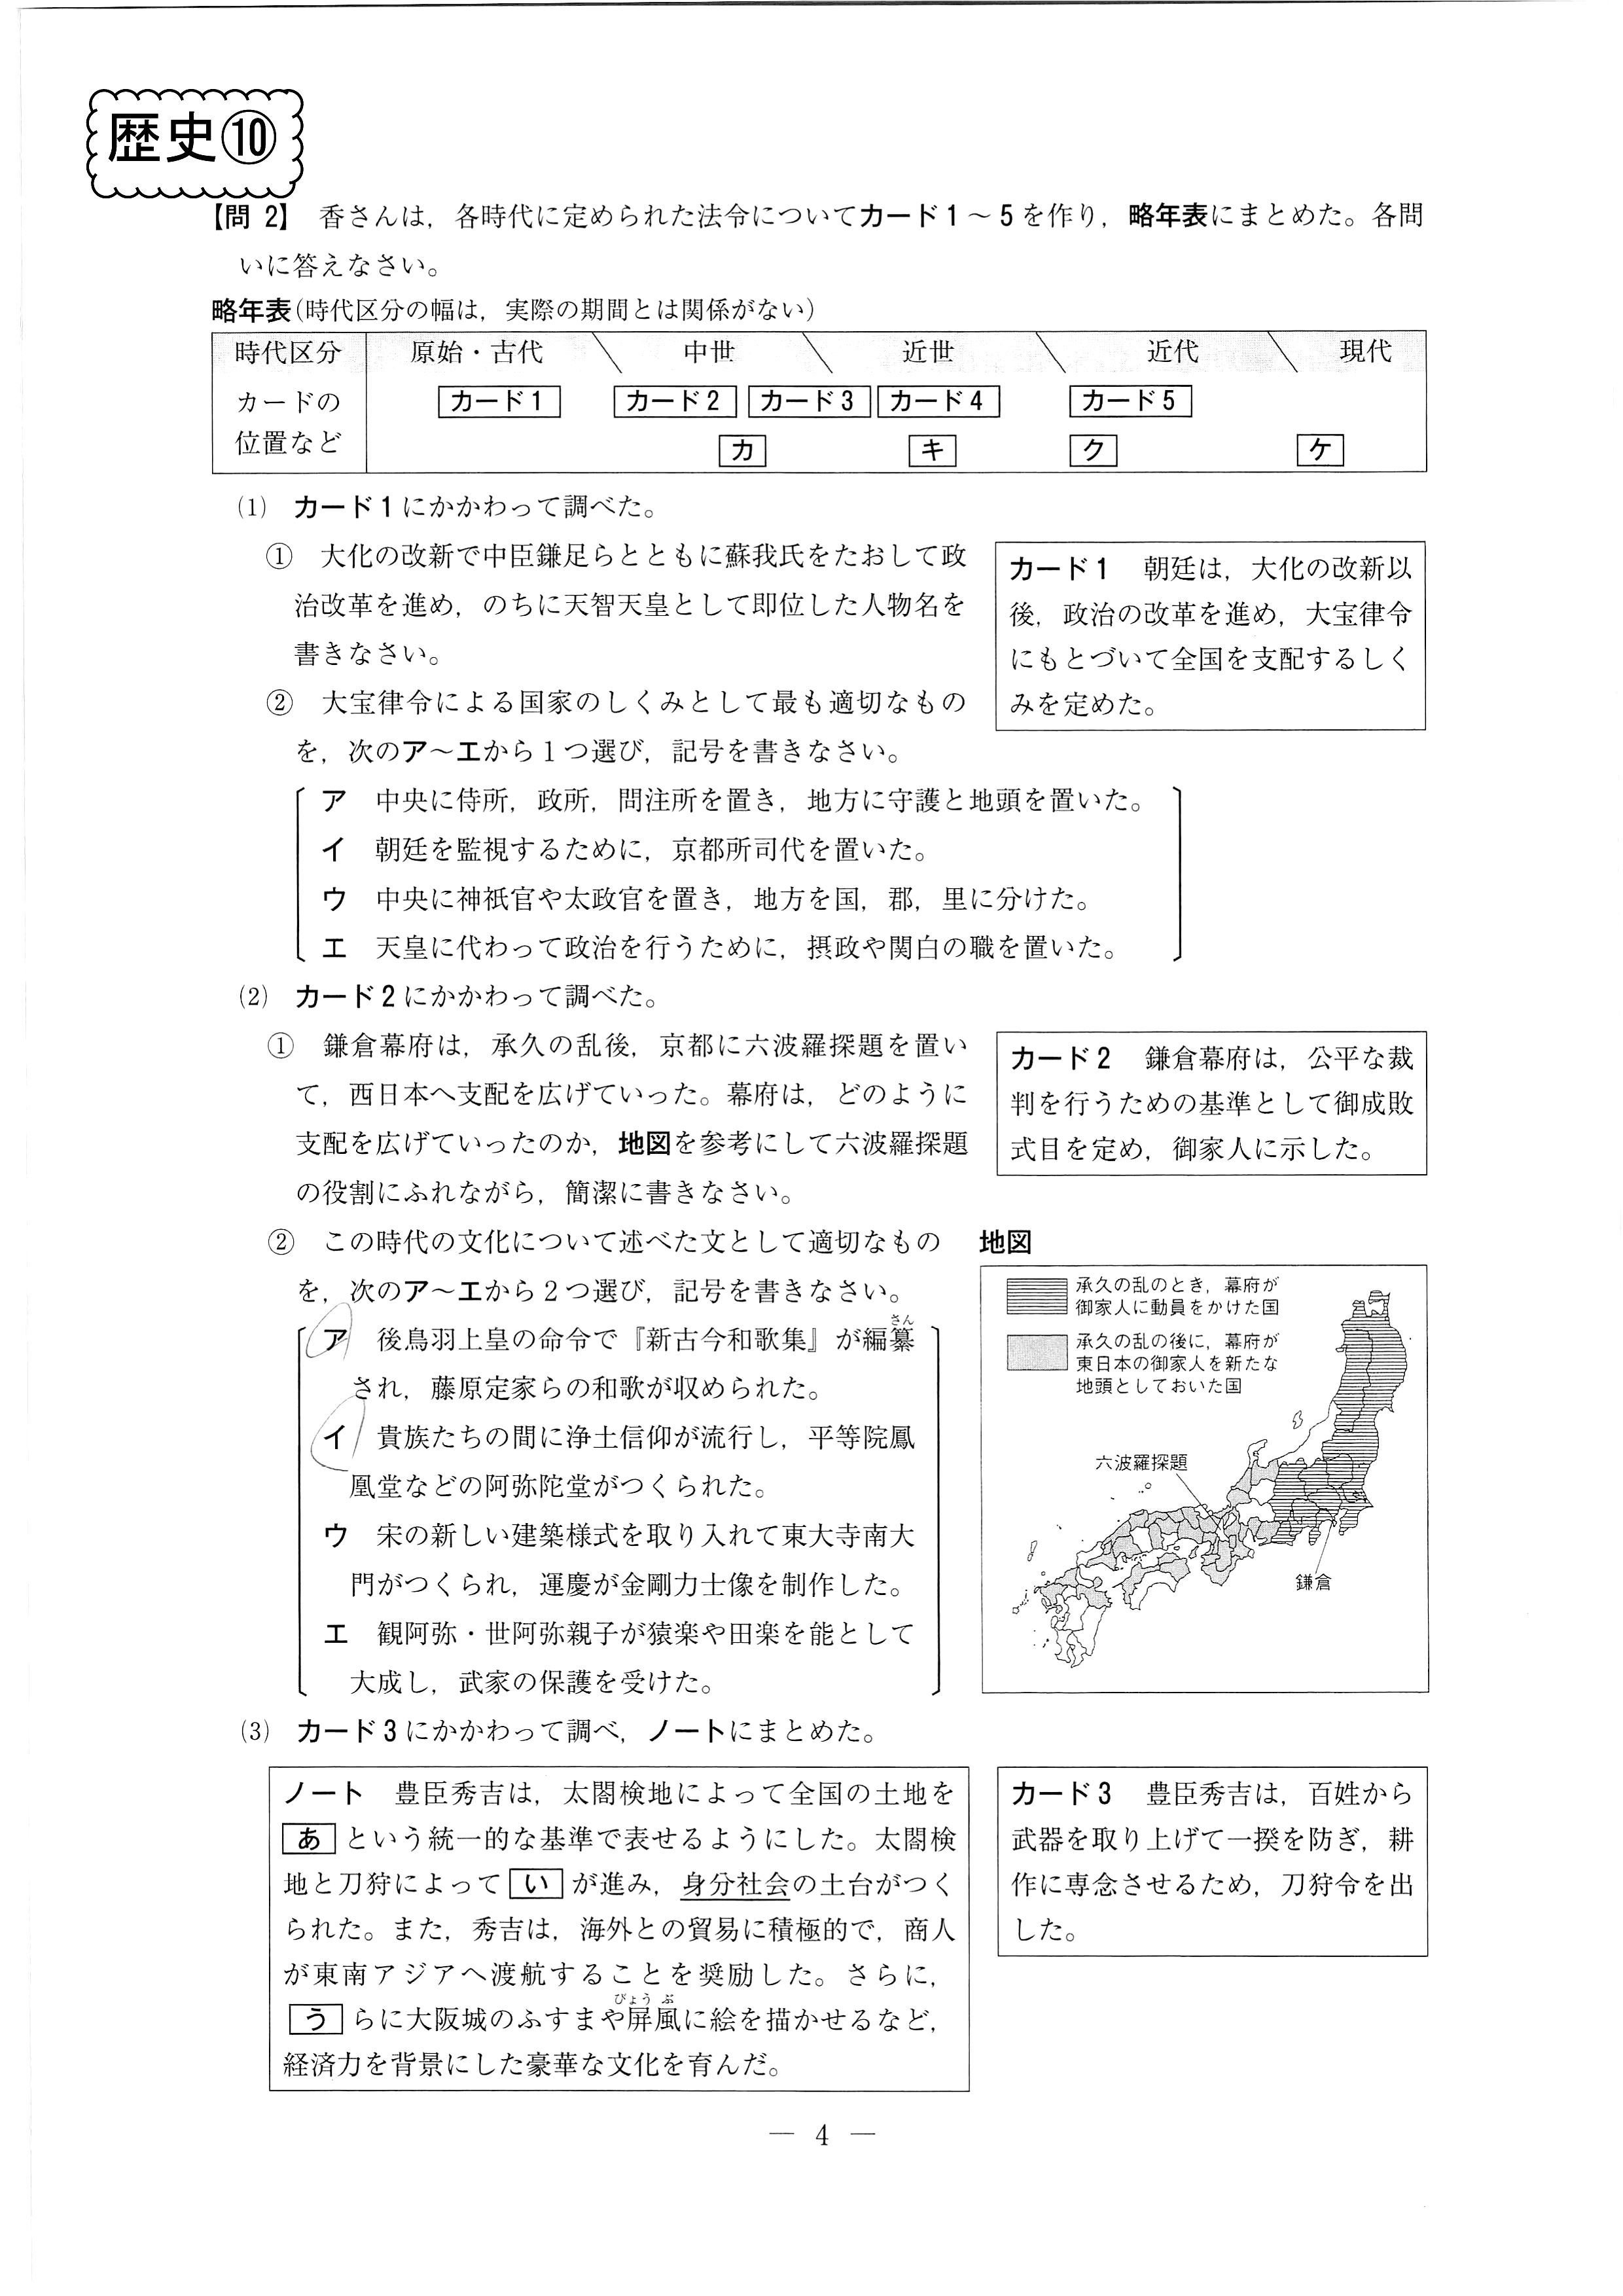 歴史⑩
【問 2】 香さんは，各時代に定められた法令についてカード1～5を作り，略年表にまとめた。各問
いに答えなさい。
略年表(時代区分の幅は，実際の期間とは関係がない)
時代区分 原始・古代 中世 近世 近代 現代
カードの 位置など
カード1 カード2 カード3 カード4 カード5
カ キ ク ケ
(1) カード1にかかわって調べた。
① 大化の改新で中臣鎌足らとともに蘇我氏をたおして政
治改革を進め，のちに天智天皇として即位した人物名を
書きなさい。
カード1 朝廷は，大化の改新以
後，政治の改革を進め，大宝律令
にもとづいて全国を支配するしく
みを定めた。
② 大宝律令による国家のしくみとして最も適切なもの
を，次のア～エから1つ選び，記号を書きなさい。
ア 中央に侍所，政所，問注所を置き，地方に守護と地頭を置いた。
イ 朝廷を監視するために，京都所司代を置いた。
ウ 中央に神祇官や太政官を置き，地方を国，郡，里に分けた。
エ 天皇に代わって政治を行うために，摂政や関白の職を置いた。
(2) カード2にかかわって調べた。
① 鎌倉幕府は，承久の乱後，京都に六波羅探題を置い
て，西日本へ支配を広げていった。幕府は，どのように
支配を広げていったのか，地図を参考にして六波羅探題
の役割にふれながら，簡潔に書きなさい。
カード2 鎌倉幕府は，公平な裁
判を行うための基準として御成敗
式目を定め，御家人に示した。
② この時代の文化について述べた文として適切なもの
を，次のア～エから2つ選び，記号を書きなさい。
ア 後鳥羽上皇の命令で『新古今和歌集』が編纂
さん
され，藤原定家らの和歌が収められた。
イ 貴族たちの間に浄土信仰が流行し，平等院鳳
凰堂などの阿弥陀堂がつくられた。
ウ 宋の新しい建築様式を取り入れて東大寺南大
門がつくられ，運慶が金剛力士像を制作した。
エ 観阿弥・世阿弥親子が猿楽や田楽を能として
大成し，武家の保護を受けた。
地図
承久の乱のとき，幕府が
御家人に動員をかけた国
承久の乱の後に，幕府が
東日本の御家人を新たな
地頭としておいた国
六波羅探題
鎌倉
(3) カード3にかかわって調べ，ノートにまとめた。
ノート 豊臣秀吉は，太閤検地によって全国の土地を
あ という統一的な基準で表せるようにした。太閤検
地と刀狩によって い が進み，身分社会の土台がつく
られた。また，秀吉は，海外との貿易に積極的で，商人
が東南アジアへ渡航することを奨励した。さらに，
びょうぶ
う らに大阪城のふすまや屏風に絵を描かせるなど，
経済力を背景にした豪華な文化を育んだ。
カード3 豊臣秀吉は，百姓から
武器を取り上げて一揆を防ぎ，耕
作に専念させるため，刀狩令を出
した。
— 4 —